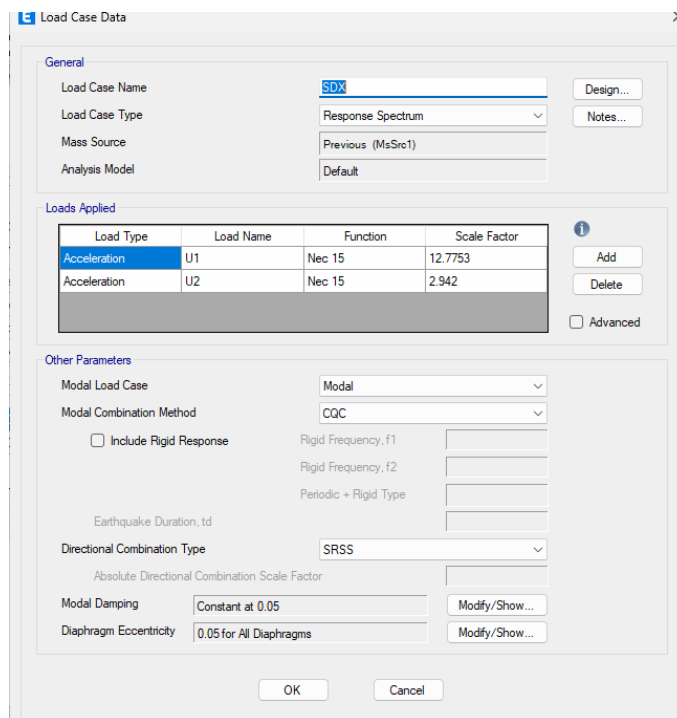 E Load Case Data
General
Load Case Name SDX Design...
Load Case Type Response Spectrum Notes...
Mass Source Previous (MsSrc1)
Analysis Model Default
Loads Applied
Load Type Load Name Function Scale Factor
Acceleration U1 Nec 15 12.7753 Add
Acceleration U2 Nec 15 2.942 Delete
Advanced
Other Parameters
Modal Load Case Modal
Modal Combination Method CQC
Include Rigid Response Rigid Frequency, f1
Rigid Frequency, f2
Periodic + Rigid Type
Earthquake Duration, td
Directional Combination Type SRSS
Absolute Directional Combination Scale Factor
Modal Damping Constant at 0.05 Modify/Show...
Diaphragm Eccentricity 0.05 for All Diaphragms Modify/Show...
OK Cancel